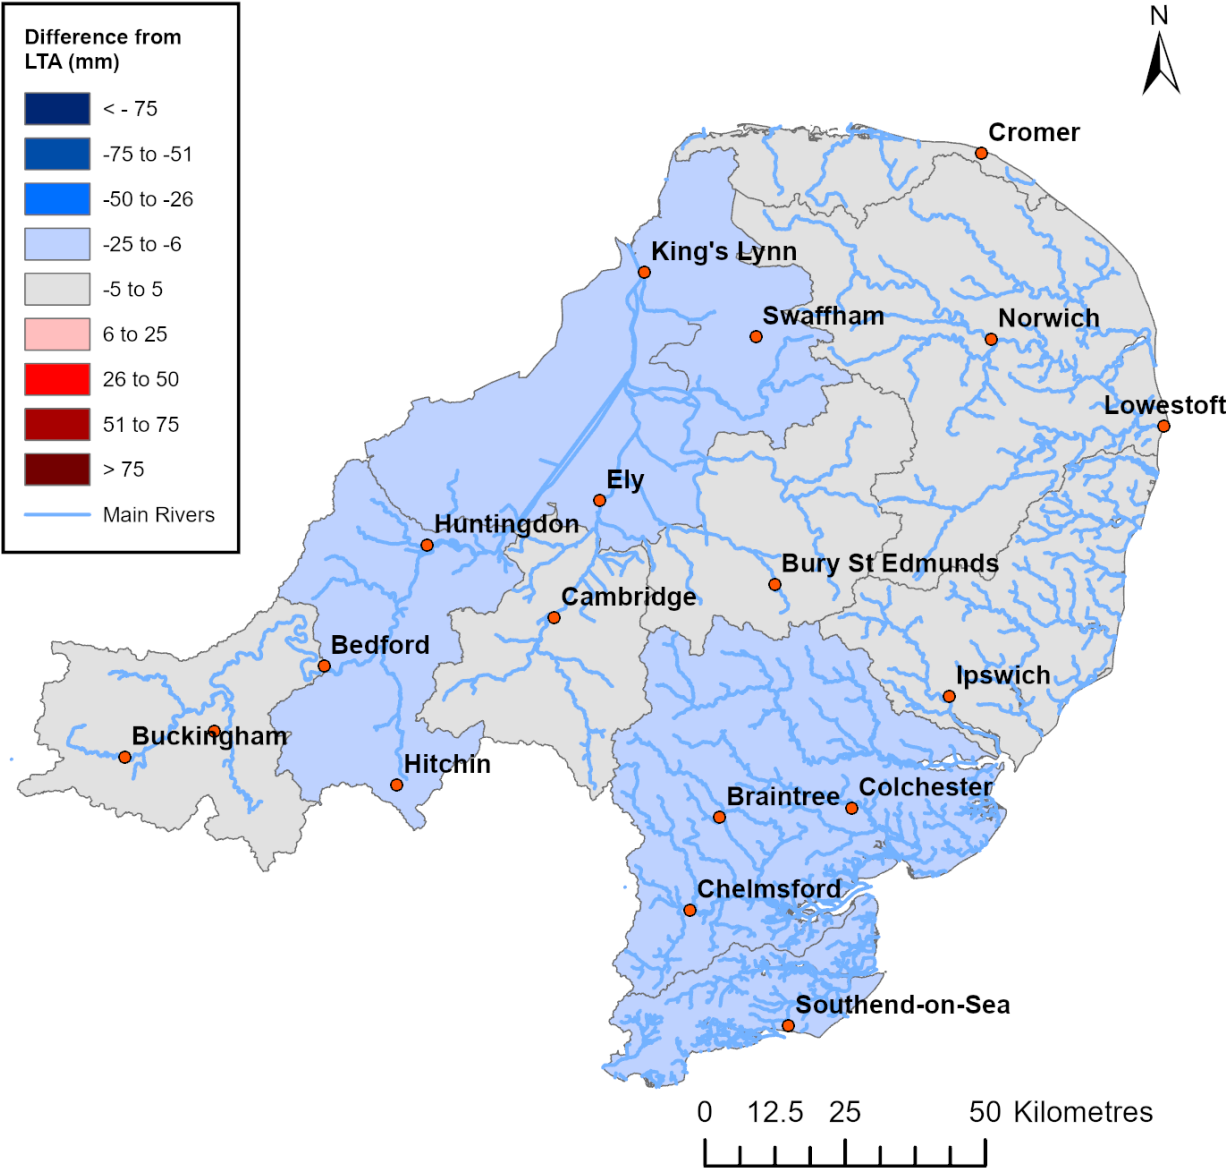 Difference from
LTA (mm)
< - 75
-75 to -51
-50 to -26
-25 to -6
-5 to 5
6 to 25
26 to 50
51 to 75
> 75
Main Rivers
N
Cromer
King's Lynn
Swaffham
Norwich
Lowestoft
Ely
Huntingdon
Bury St Edmunds
Cambridge
Bedford
Ipswich
Buckingham
Hitchin
Braintree
Colchester
Chelmsford
Southend-on-Sea
0 12.5 25 50 Kilometres